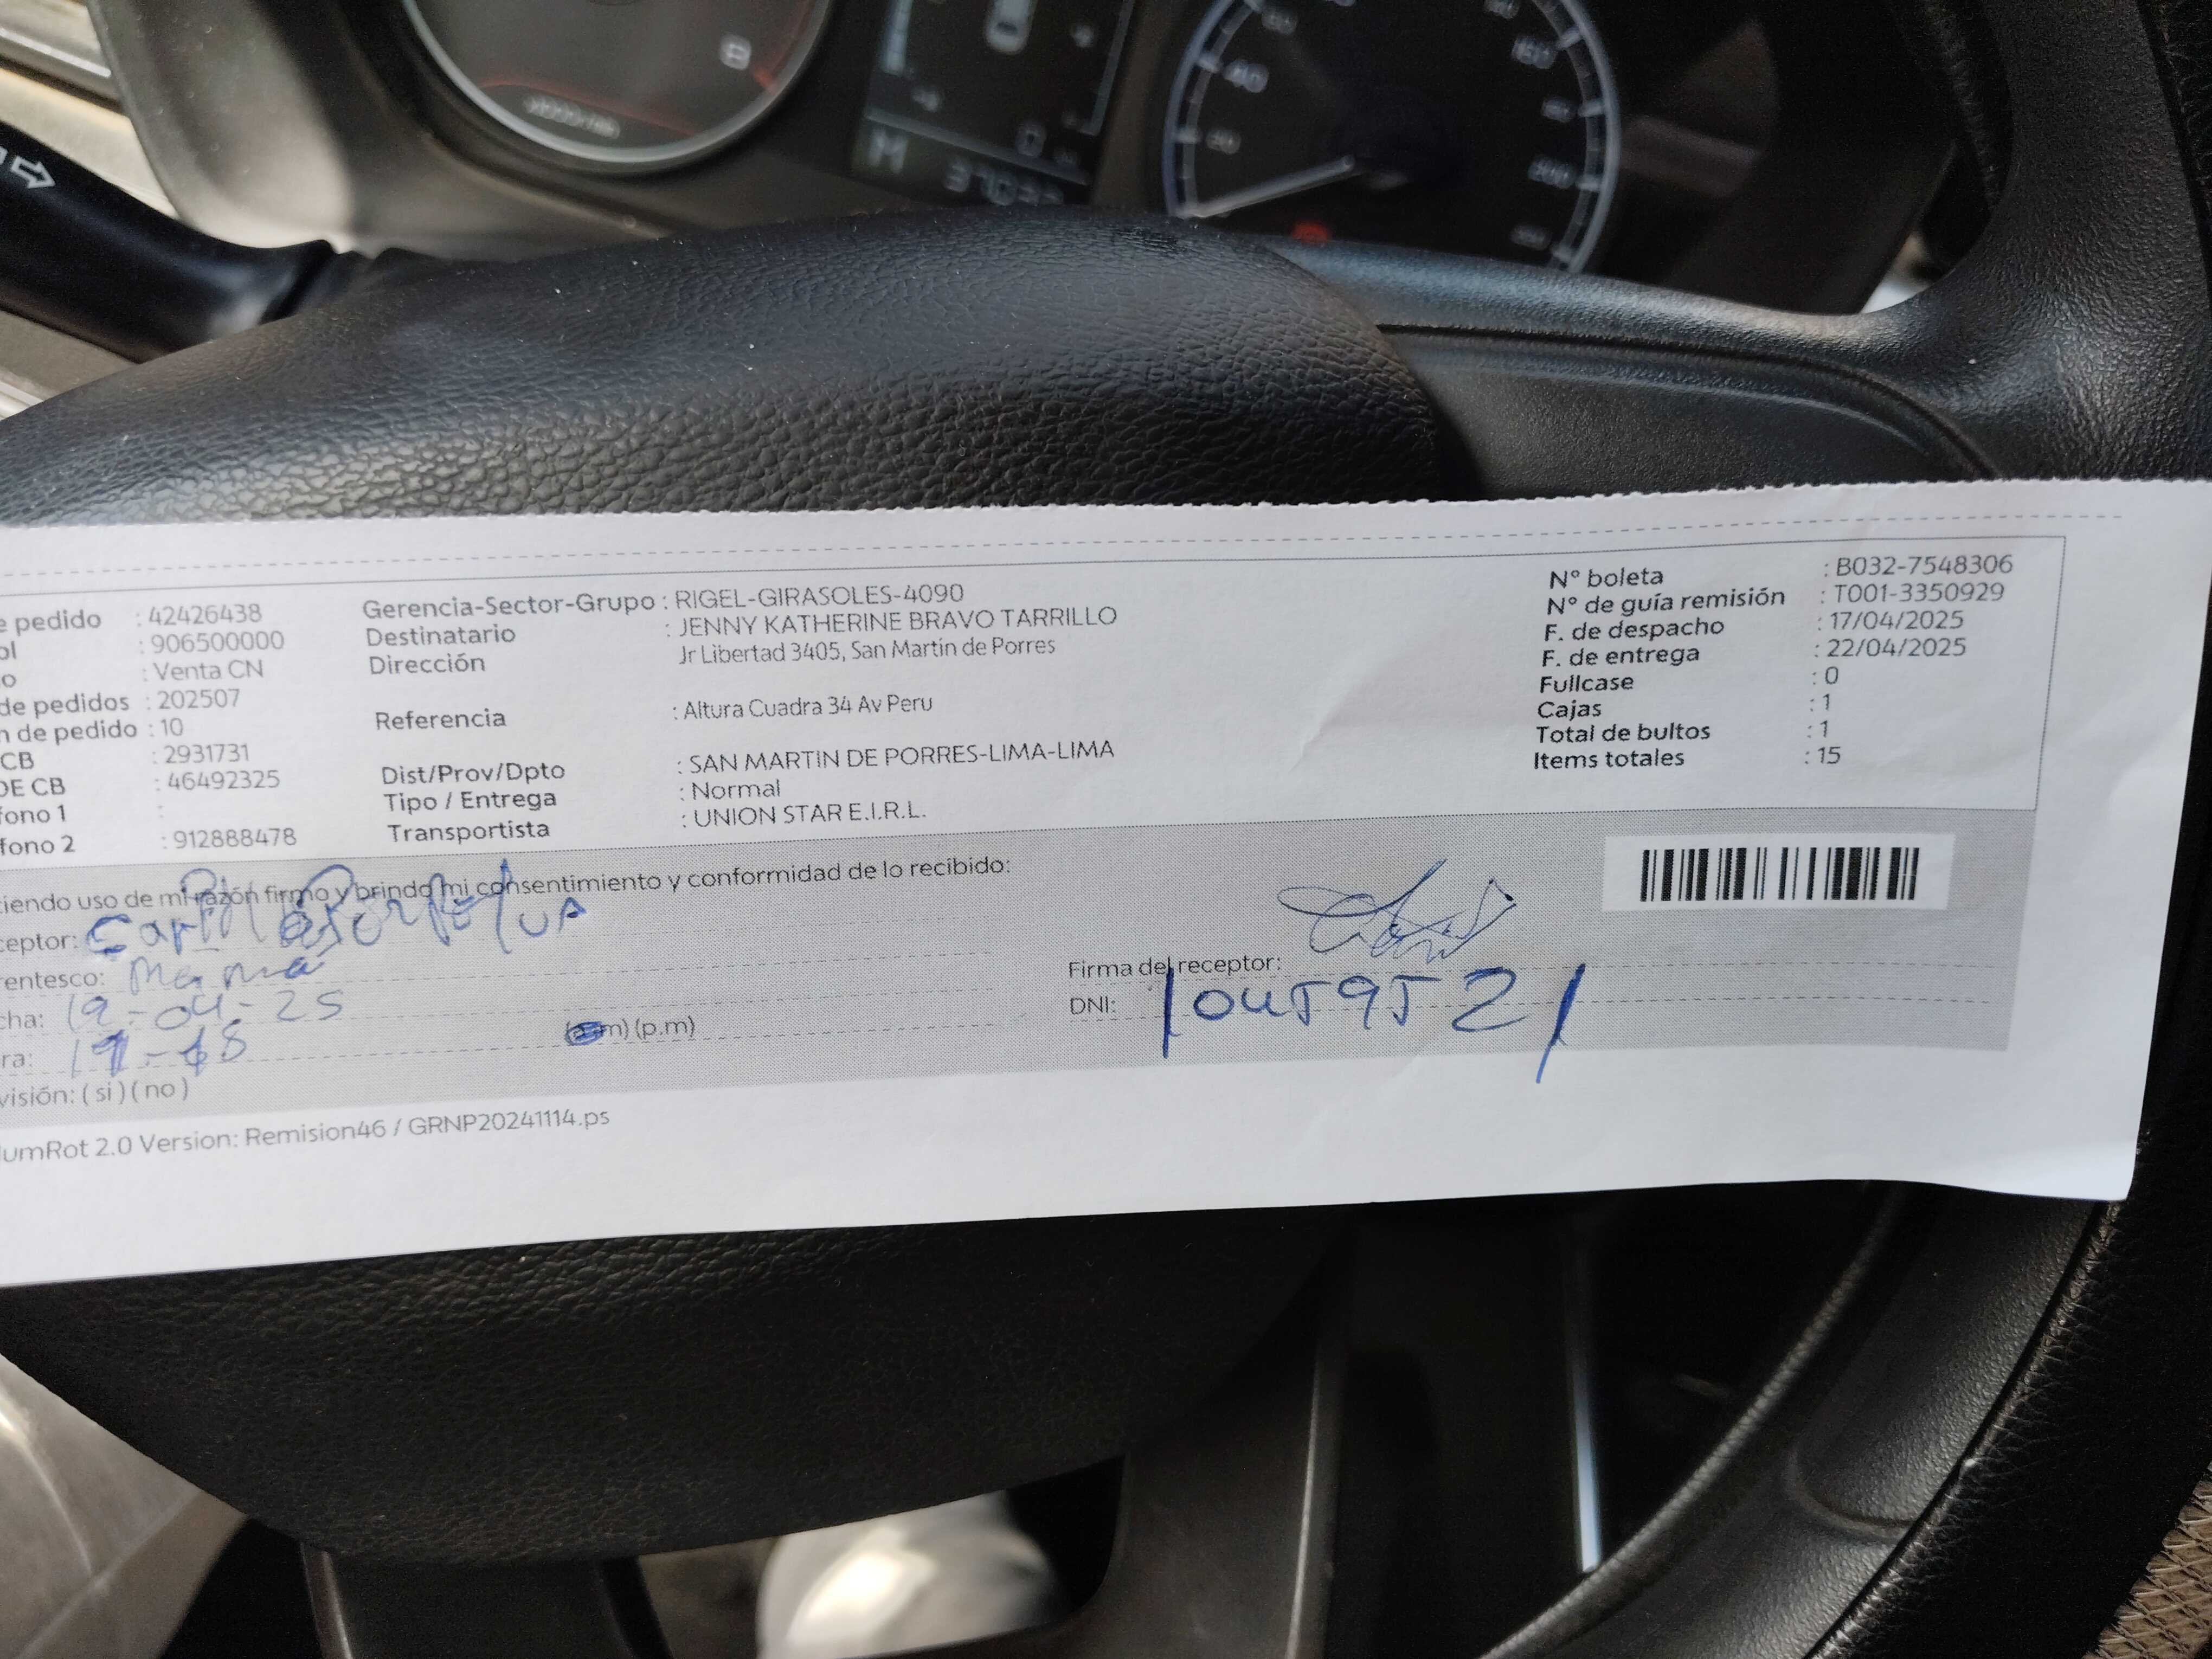 e pedido : 42426438
ol : 906500000
o : Venta CN
de pedidos : 202507
n de pedido : 10
CB : 2931731
DE CB : 46492325
fono 1 :
fono 2 : 912888478
Gerencia-Sector-Grupo : RIGEL-GIRASOLES-4090
Destinatario : JENNY KATHERINE BRAVO TARRILLO
Dirección Jr Libertad 3405, San Martin de Porres
Referencia : Altura Cuadra 34 Av Peru
Dist/Prov/Dpto : SAN MARTIN DE PORRES-LIMA-LIMA
Tipo / Entrega : Normal
Transportista : UNION STAR E.I.R.L.
N° boleta : B032-7548306
N° de guía remisión : T001-3350929
F. de despacho : 17/04/2025
F. de entrega : 22/04/2025
Fullcase : 0
Cajas : 1
Total de bultos : 1
Items totales : 15
ciendo uso de mi razón firmo y brindo mi consentimiento y conformidad de lo recibido:
ceptor:
rentesco: Mamá
cha: 19-04-25
ra: (a.m) (p.m)
visión: ( si ) ( no )
Firma del receptor:
DNI: 10459521
lumRot 2.0 Version: Remision46 / GRNP20241114.ps